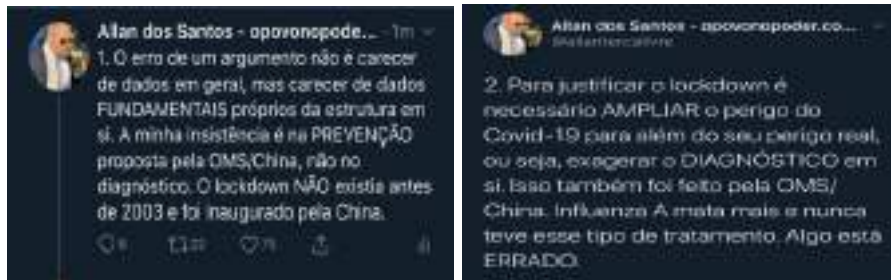 Allan dos Santos - opovonopode... · 1m
1. O erro de um argumento não é carecer
de dados em geral, mas carecer de dados
FUNDAMENTAIS próprios da estrutura em
si. A minha insistência é na PREVENÇÃO
proposta pela OMS/China, não no
diagnóstico. O lockdown NÃO existia antes
de 2003 e foi inaugurado pela China.
Allan dos Santos - opovonopoder.co...
2. Para justificar o lockdown é
necessário AMPLIAR o perigo do
Covid-19 para além do seu perigo real,
ou seja, exagerar o DIAGNÓSTICO em
si. Isso também foi feito pela OMS/
China. Influenza A mata mais e nunca
teve esse tipo de tratamento. Algo está
ERRADO.